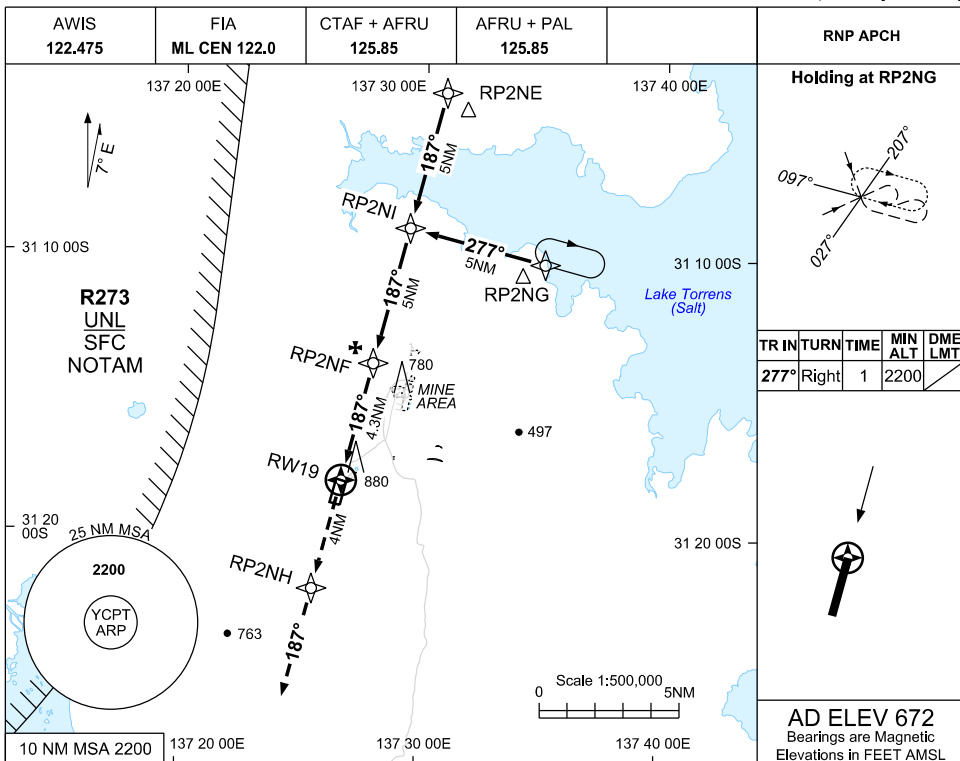 AWIS
122.475
FIA
ML CEN 122.0
CTAF + AFRU
125.85
AFRU + PAL
125.85
RNP APCH
137 20 00E
137 30 00E
137 40 00E
RP2NE
7° E
187°
5NM
RP2NI
31 10 00S
277°
5NM
RP2NG
31 10 00S
Lake Torrens
(Salt)
R273
UNL
SFC
NOTAM
187°
5NM
RP2NF
780
MINE
AREA
187°
4.3NM
497
RW19
880
31 20
00S
25 NM MSA
2200
YCPT
ARP
4NM
31 20 00S
RP2NH
763
187°
Scale 1:500,000
0
5NM
10 NM MSA 2200
137 20 00E
137 30 00E
137 40 00E
Holding at RP2NG
207°
097°
027°
TR IN TURN TIME MIN ALT DME LMT
277° Right 1 2200
AD ELEV 672
Bearings are Magnetic
Elevations in FEET AMSL